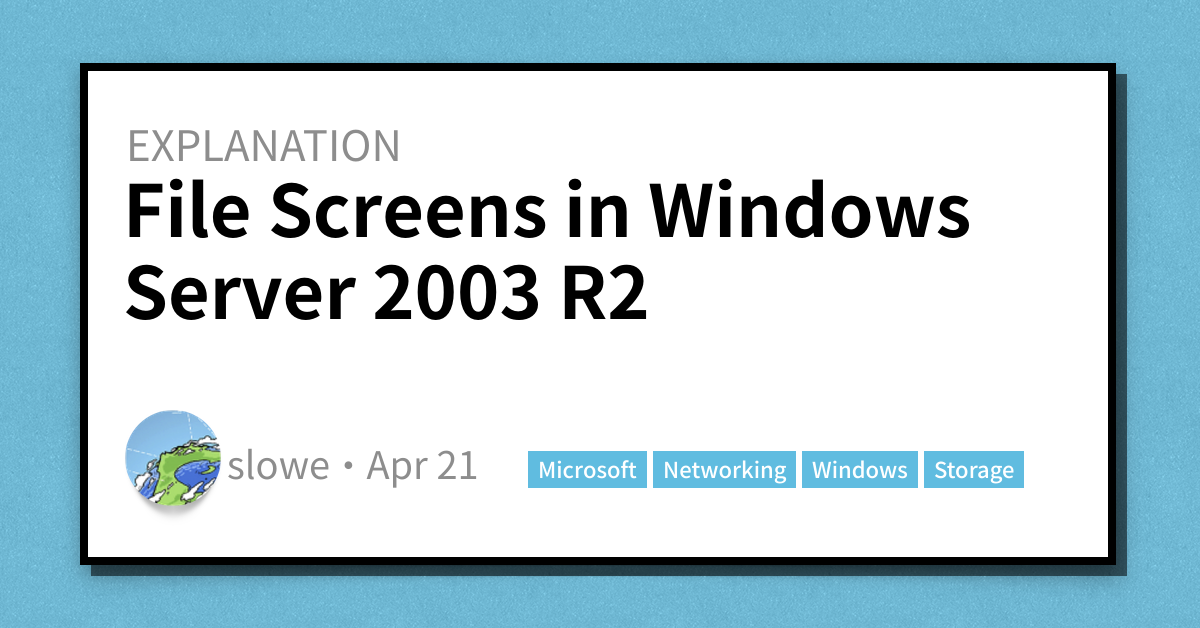 EXPLANATION
File Screens in Windows
Server 2003 R2
slowe • Apr 21
Microsoft Networking Windows Storage